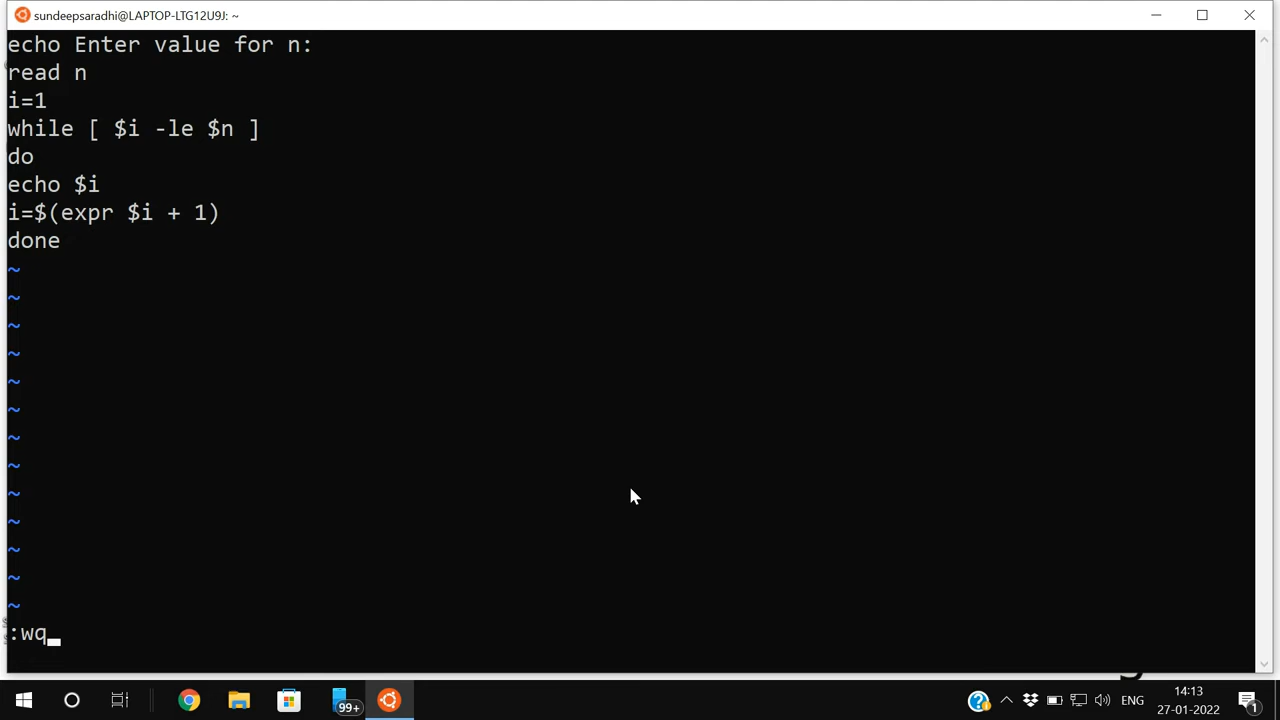 sundeepsaradhi@LAPTOP-LTG12U9J: ~
echo Enter value for n:
read n
i=1
while [ $i -le $n ]
do
echo $i
i=$(expr $i + 1)
done
~
~
~
~
~
~
~
~
~
~
~
~
~
:wq
99+
ENG
14:13
27-01-2022
1